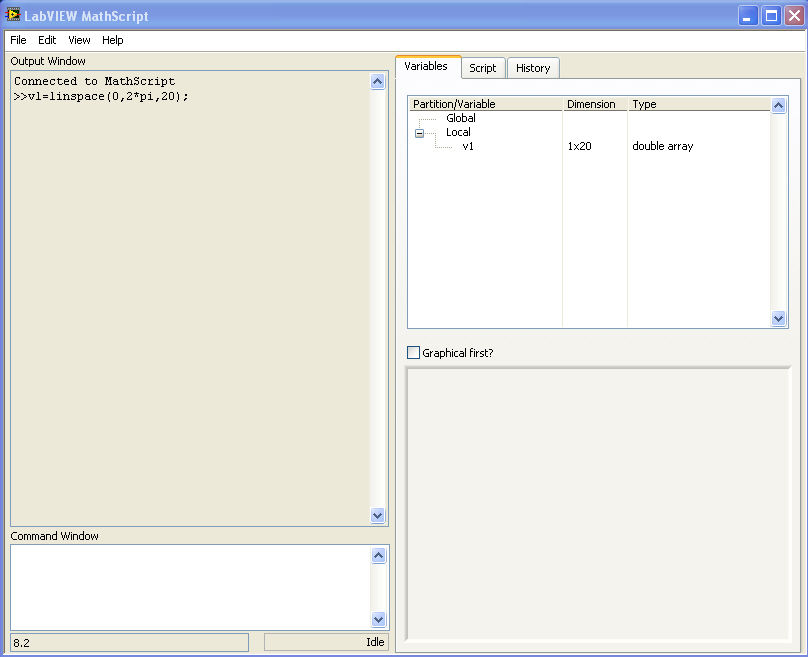 LabVIEW MathScript
File Edit View Help
Output Window
Connected to MathScript
>>v1=linspace(0,2*pi,20);
Command Window
8.2
Idle
Variables Script History
Partition/Variable Dimension Type
Global
Local
v1 1x20 double array
Graphical first?